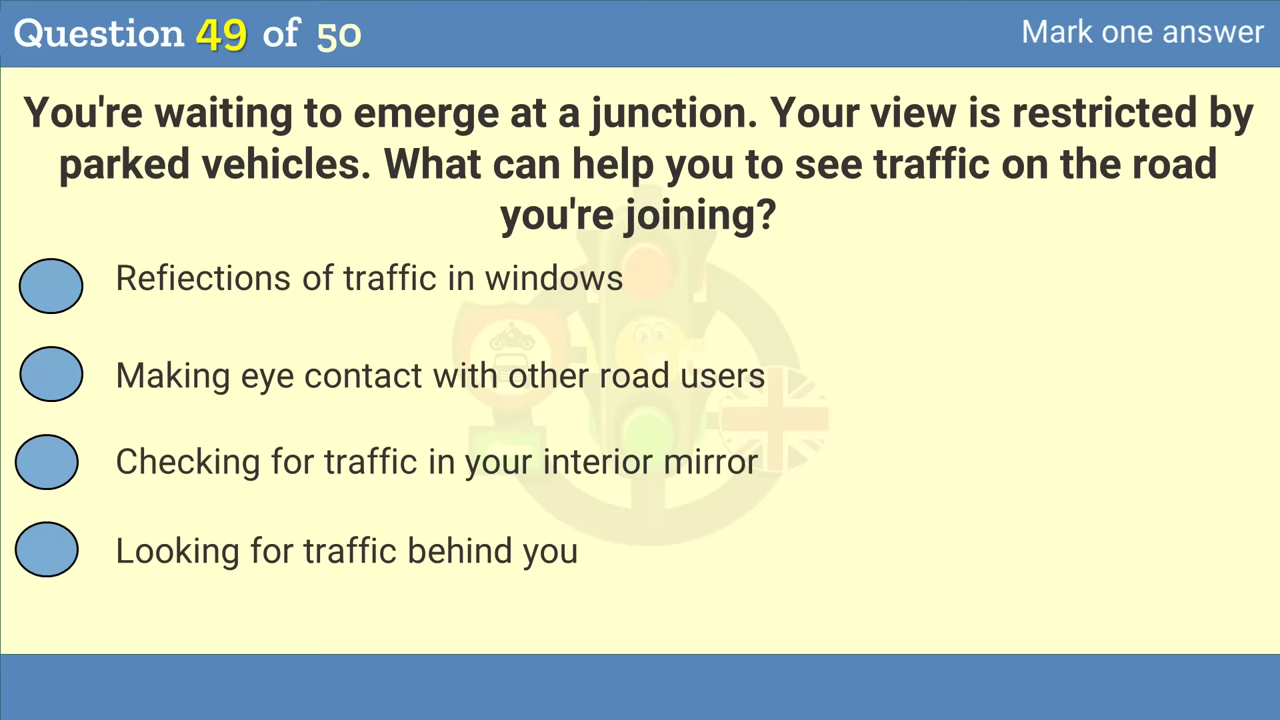 Question 49 of 50
Mark one answer
You're waiting to emerge at a junction. Your view is restricted by
parked vehicles. What can help you to see traffic on the road
you're joining?
Reflections of traffic in windows
Making eye contact with other road users
Checking for traffic in your interior mirror
Looking for traffic behind you